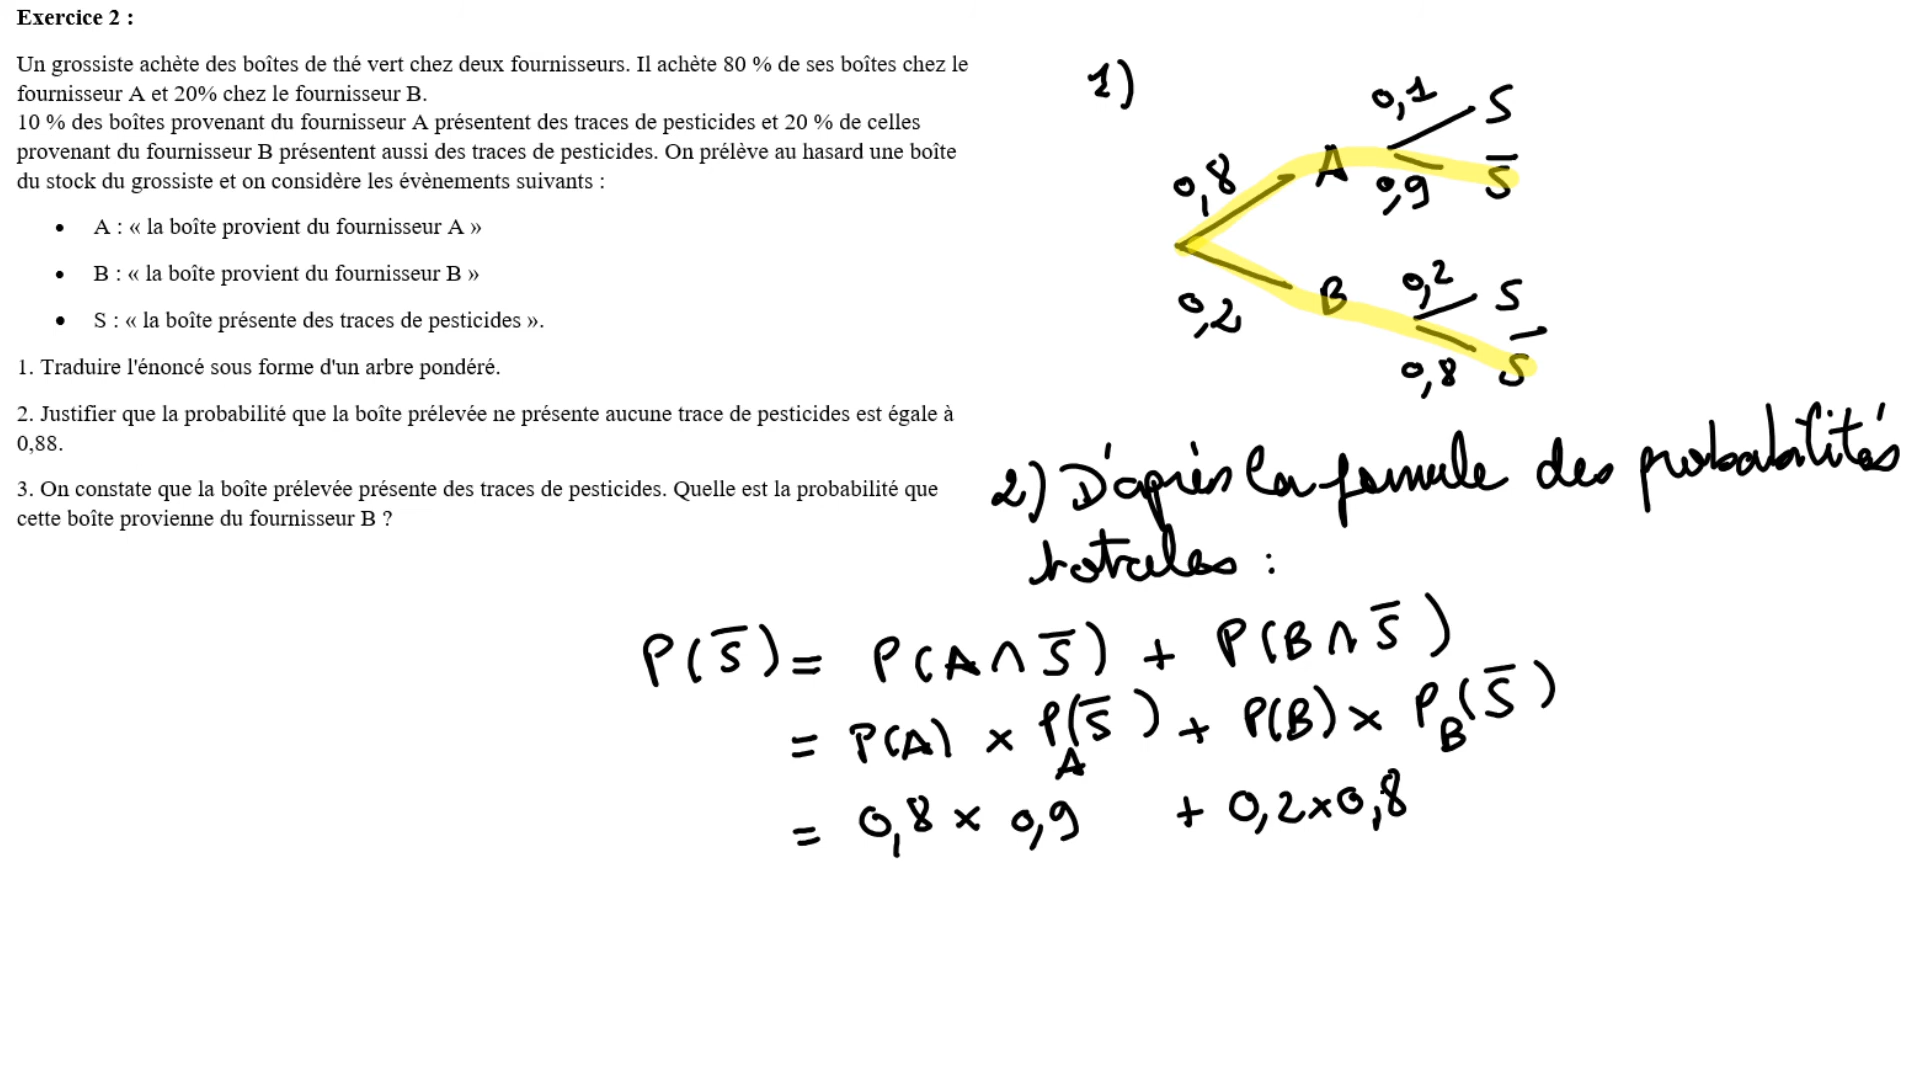 Exercice 2 :
Un grossiste achète des boîtes de thé vert chez deux fournisseurs. Il achète 80 % de ses boîtes chez le
fournisseur A et 20% chez le fournisseur B.
10 % des boîtes provenant du fournisseur A présentent des traces de pesticides et 20 % de celles
provenant du fournisseur B présentent aussi des traces de pesticides. On prélève au hasard une boîte
du stock du grossiste et on considère les évènements suivants :
• A : « la boîte provient du fournisseur A »
• B : « la boîte provient du fournisseur B »
• S : « la boîte présente des traces de pesticides ».
1. Traduire l'énoncé sous forme d'un arbre pondéré.
2. Justifier que la probabilité que la boîte prélevée ne présente aucune trace de pesticides est égale à
0,88.
3. On constate que la boîte prélevée présente des traces de pesticides. Quelle est la probabilité que
cette boîte provienne du fournisseur B ?
1)
0,1 S
0,8 A
0,9 S̅
0,2 B
0,2 S
0,8 S̅
2) D'après la formule des probabilités
totales :
P(S̅) = P(A∩S̅) + P(B∩S̅)
= P(A) × P_A(S̅) + P(B) × P_B(S̅)
= 0,8 × 0,9 + 0,2×0,8